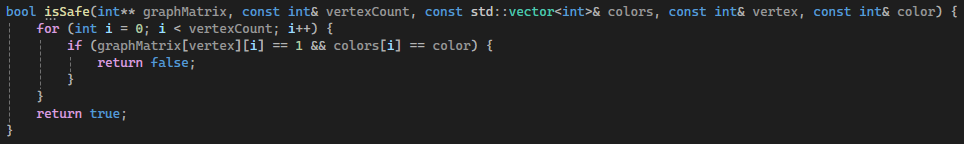 bool isSafe(int** graphMatrix, const int& vertexCount, const std::vector<int>& colors, const int& vertex, const int& color) {
    for (int i = 0; i < vertexCount; i++) {
        if (graphMatrix[vertex][i] == 1 && colors[i] == color) {
            return false;
        }
    }
    return true;
}